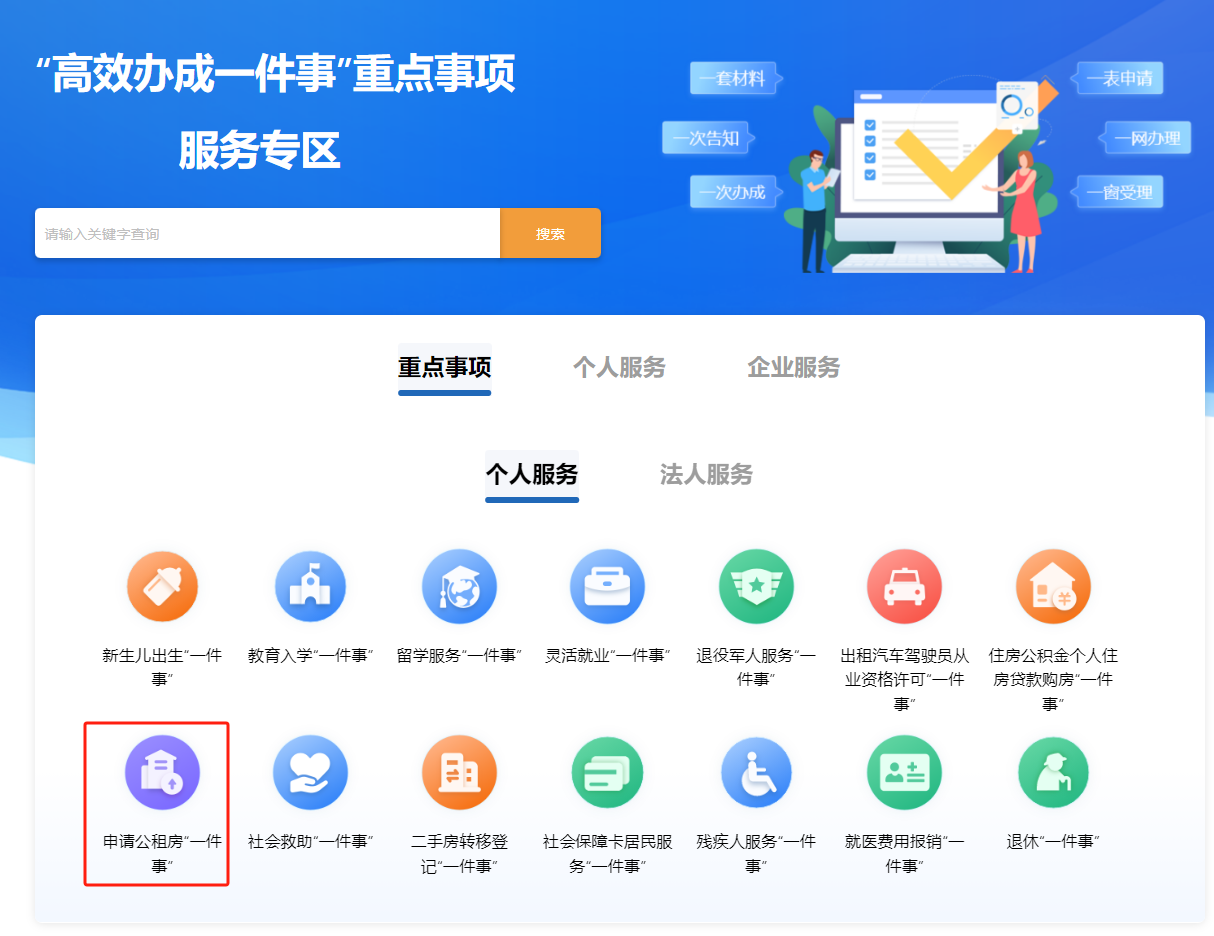 “高效办成一件事”重点事项
服务专区
请输入关键字查询
搜索
一套材料
一次告知
一次办成
一表申请
一网办理
一窗受理
重点事项
个人服务
企业服务
个人服务
法人服务
新生儿出生“一件
事”
教育入学“一件事”
留学服务“一件事”
灵活就业“一件事”
退役军人服务“一
件事”
出租汽车驾驶员从
业资格许可“一件
事”
住房公积金个人住
房贷款购房“一件
事”
申请公租房“一件
事”
社会救助“一件事”
二手房转移登
记“一件事”
社会保障卡居民服
务“一件事”
残疾人服务“一件
事”
就医费用报销“一
件事”
退休“一件事”